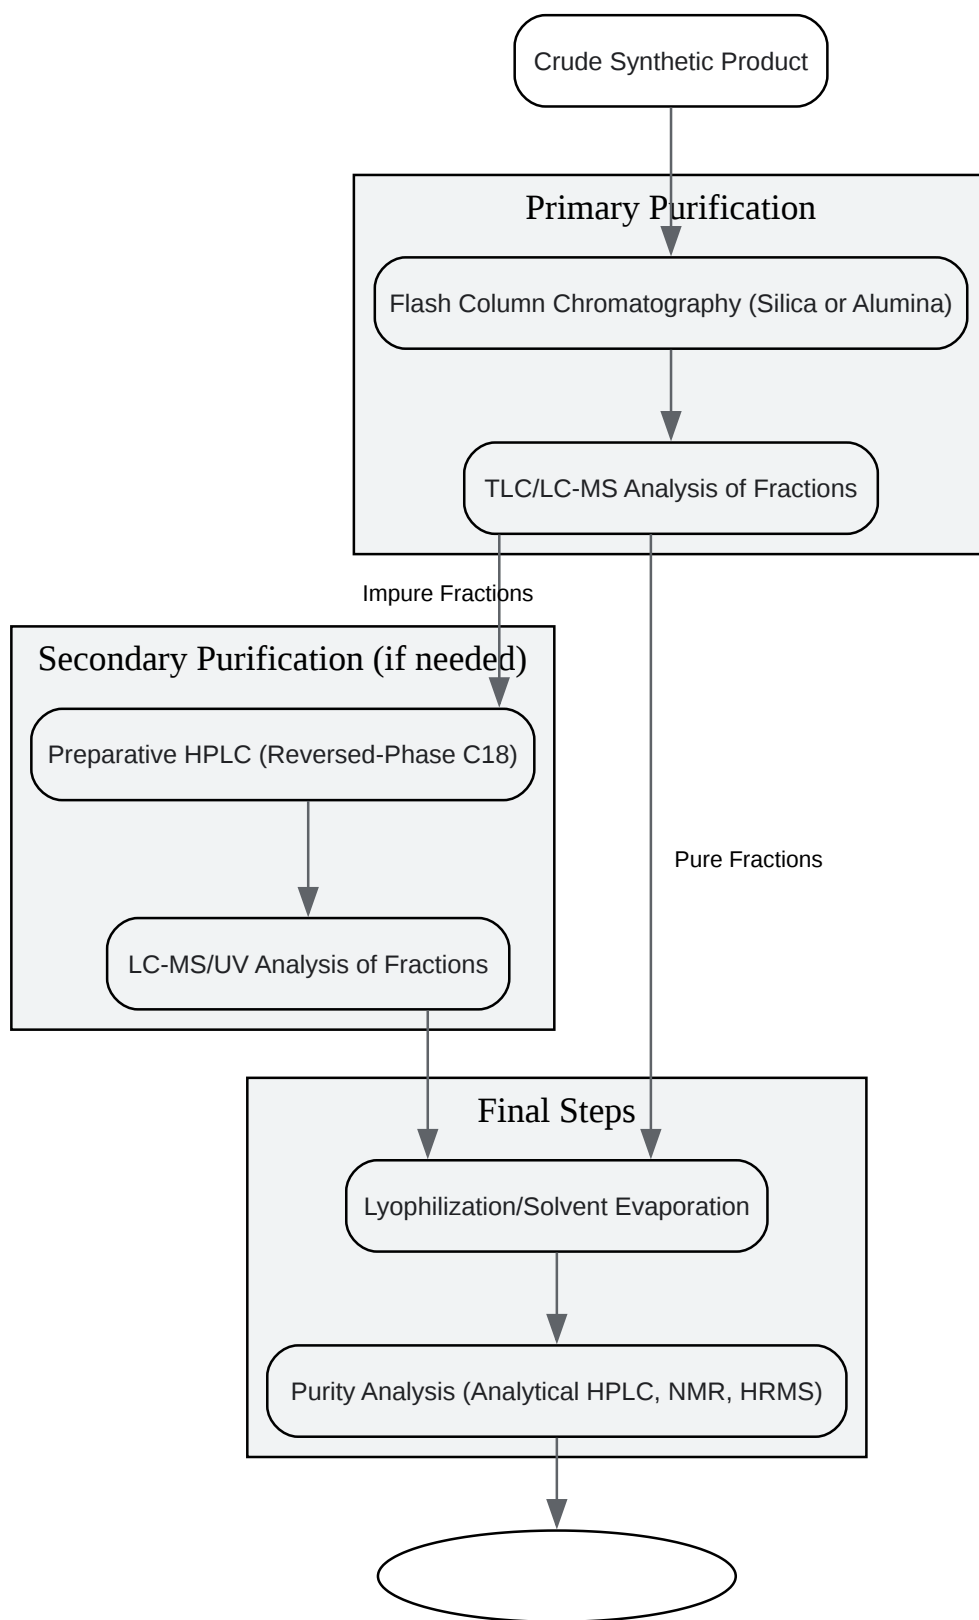 Crude Synthetic Product
Primary Purification
Flash Column Chromatography (Silica or Alumina)
TLC/LC-MS Analysis of Fractions
Impure Fractions
Secondary Purification (if needed)
Preparative HPLC (Reversed-Phase C18)
Pure Fractions
LC-MS/UV Analysis of Fractions
Final Steps
Lyophilization/Solvent Evaporation
Purity Analysis (Analytical HPLC, NMR, HRMS)